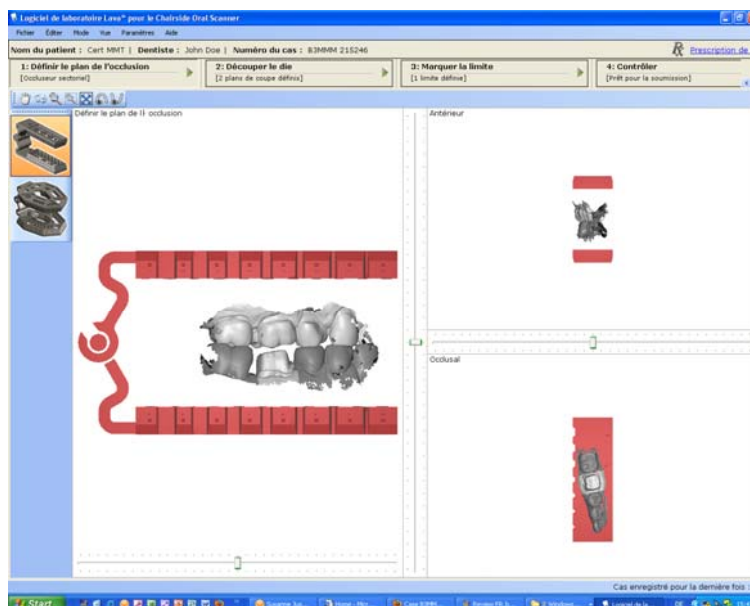 Logiciel de laboratoire Lava™ pour le Chairside Oral Scanner
Fichier Éditer Mode Vue Paramètres Aide
Nom du patient : Cert MMT | Dentiste : John Doe | Numéro du cas : 83MMM 215246
Prescription de
1: Définir le plan de l'occlusion
[Occluseur sectoriel]
2: Découper le die
[2 plans de coupe définis]
3: Marquer la limite
[1 limite définie]
4: Contrôler
[Prêt pour la soumission]
Définir le plan de l' occlusion
Antérieur
Occlusal
Cas enregistré pour la dernière fois :
Start
2 Windows
Logiciel de la